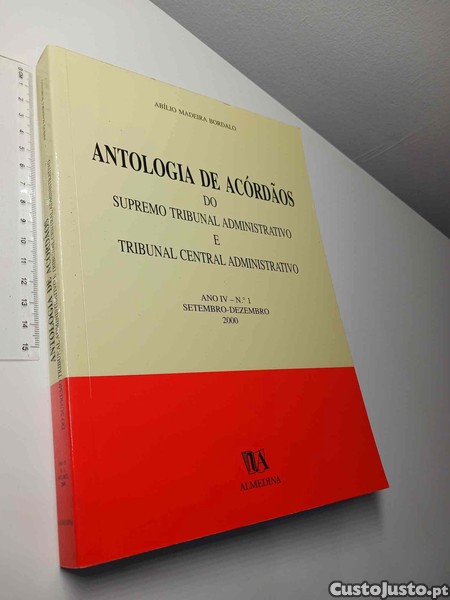 ABÍLIO MADEIRA BORDALO
ANTOLOGIA DE ACÓRDÃOS
DO
SUPREMO TRIBUNAL ADMINISTRATIVO
E
TRIBUNAL CENTRAL ADMINISTRATIVO
ANO IV – N.º 1
SETEMBRO-DEZEMBRO
2000
ALMEDINA
ANTOLOGIA DE ACÓRDÃOS
CustoJusto.pt